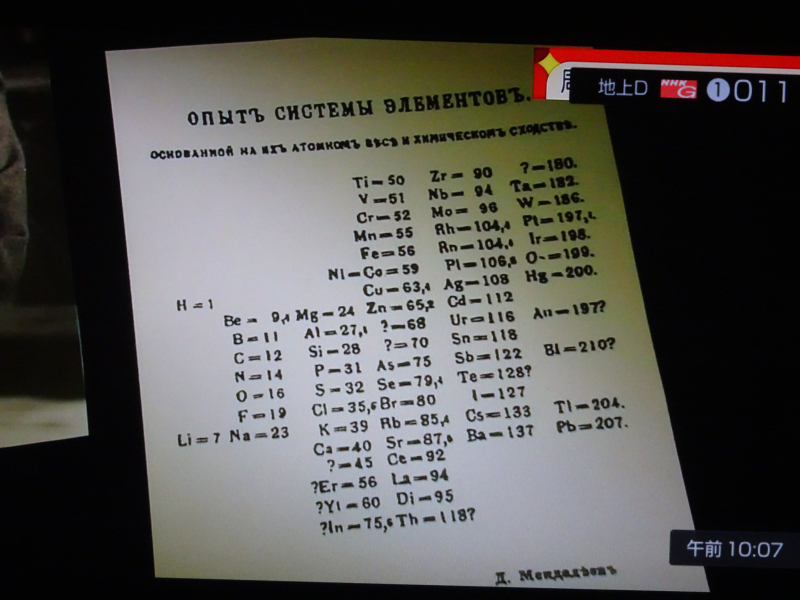 地上D NHK G 1 011
ОПЫТЪ СИСТЕМЫ ЭЛЕМЕНТОВЪ.
ОСНОВАННОЙ НА ИХЪ АТОМНОМЪ ВѢСѢ И ХИМИЧЕСКОМЪ СХОДСТВѢ.
Ti=50 Zr=90 ?=180.
V=51 Nb=94 Ta=182.
Cr=52 Mo=96 W=186.
Mn=55 Rh=104,4 Pt=197,4.
Fe=56 Rn=104,4 Ir=198.
Ni=Co=59 Pl=106,6 O-=199.
Cu=63,4 Ag=108 Hg=200.
H=1 Be=9,4 Mg=24 Zn=65,2 Cd=112
B=11 Al=27,4 ?=68 Ur=116 Au=197?
C=12 Si=28 ?=70 Sn=118
N=14 P=31 As=75 Sb=122 Bl=210?
O=16 S=32 Se=79,4 Te=128?
F=19 Cl=35,5 Br=80 I=127
Li=7 Na=23 K=39 Rb=85,4 Cs=133 Tl=204.
Ca=40 Sr=87,6 Ba=137 Pb=207.
?=45 Ce=92
?Er=56 La=94
?Yt=60 Di=95
?In=75,6 Th=118?
Д. Менделѣевъ
午前 10:07